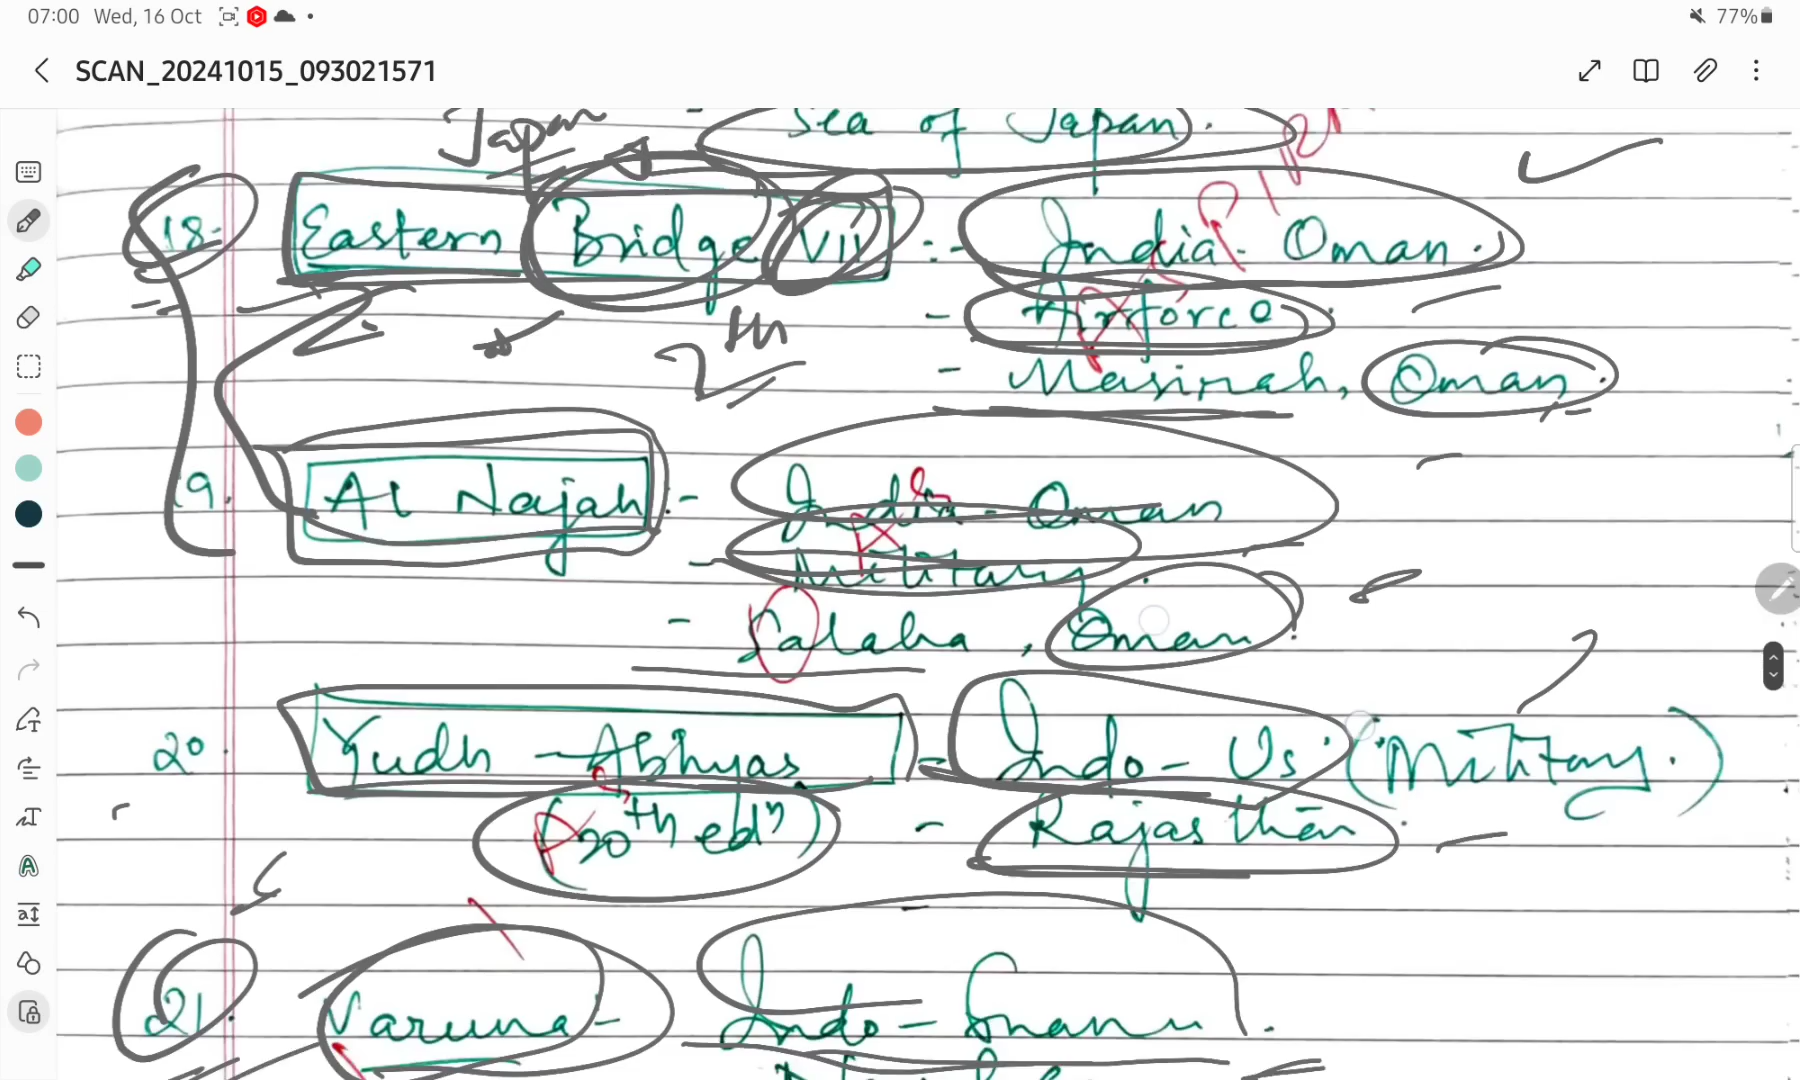 07:00 Wed, 16 Oct 77%
SCAN_20241015_093021571
Japan - Sea of Japan.
18. Eastern Bridge VII :- India - Oman.
- Airforce
7th
- Masirah, Oman.
19. Al Najah :- India - Oman
- Military.
- Salala, Oman.
20. Yudh - Abhyas - Indo - Us. (Military.)
(20th edn) - Rajasthan.
21. Varuna - Indo -